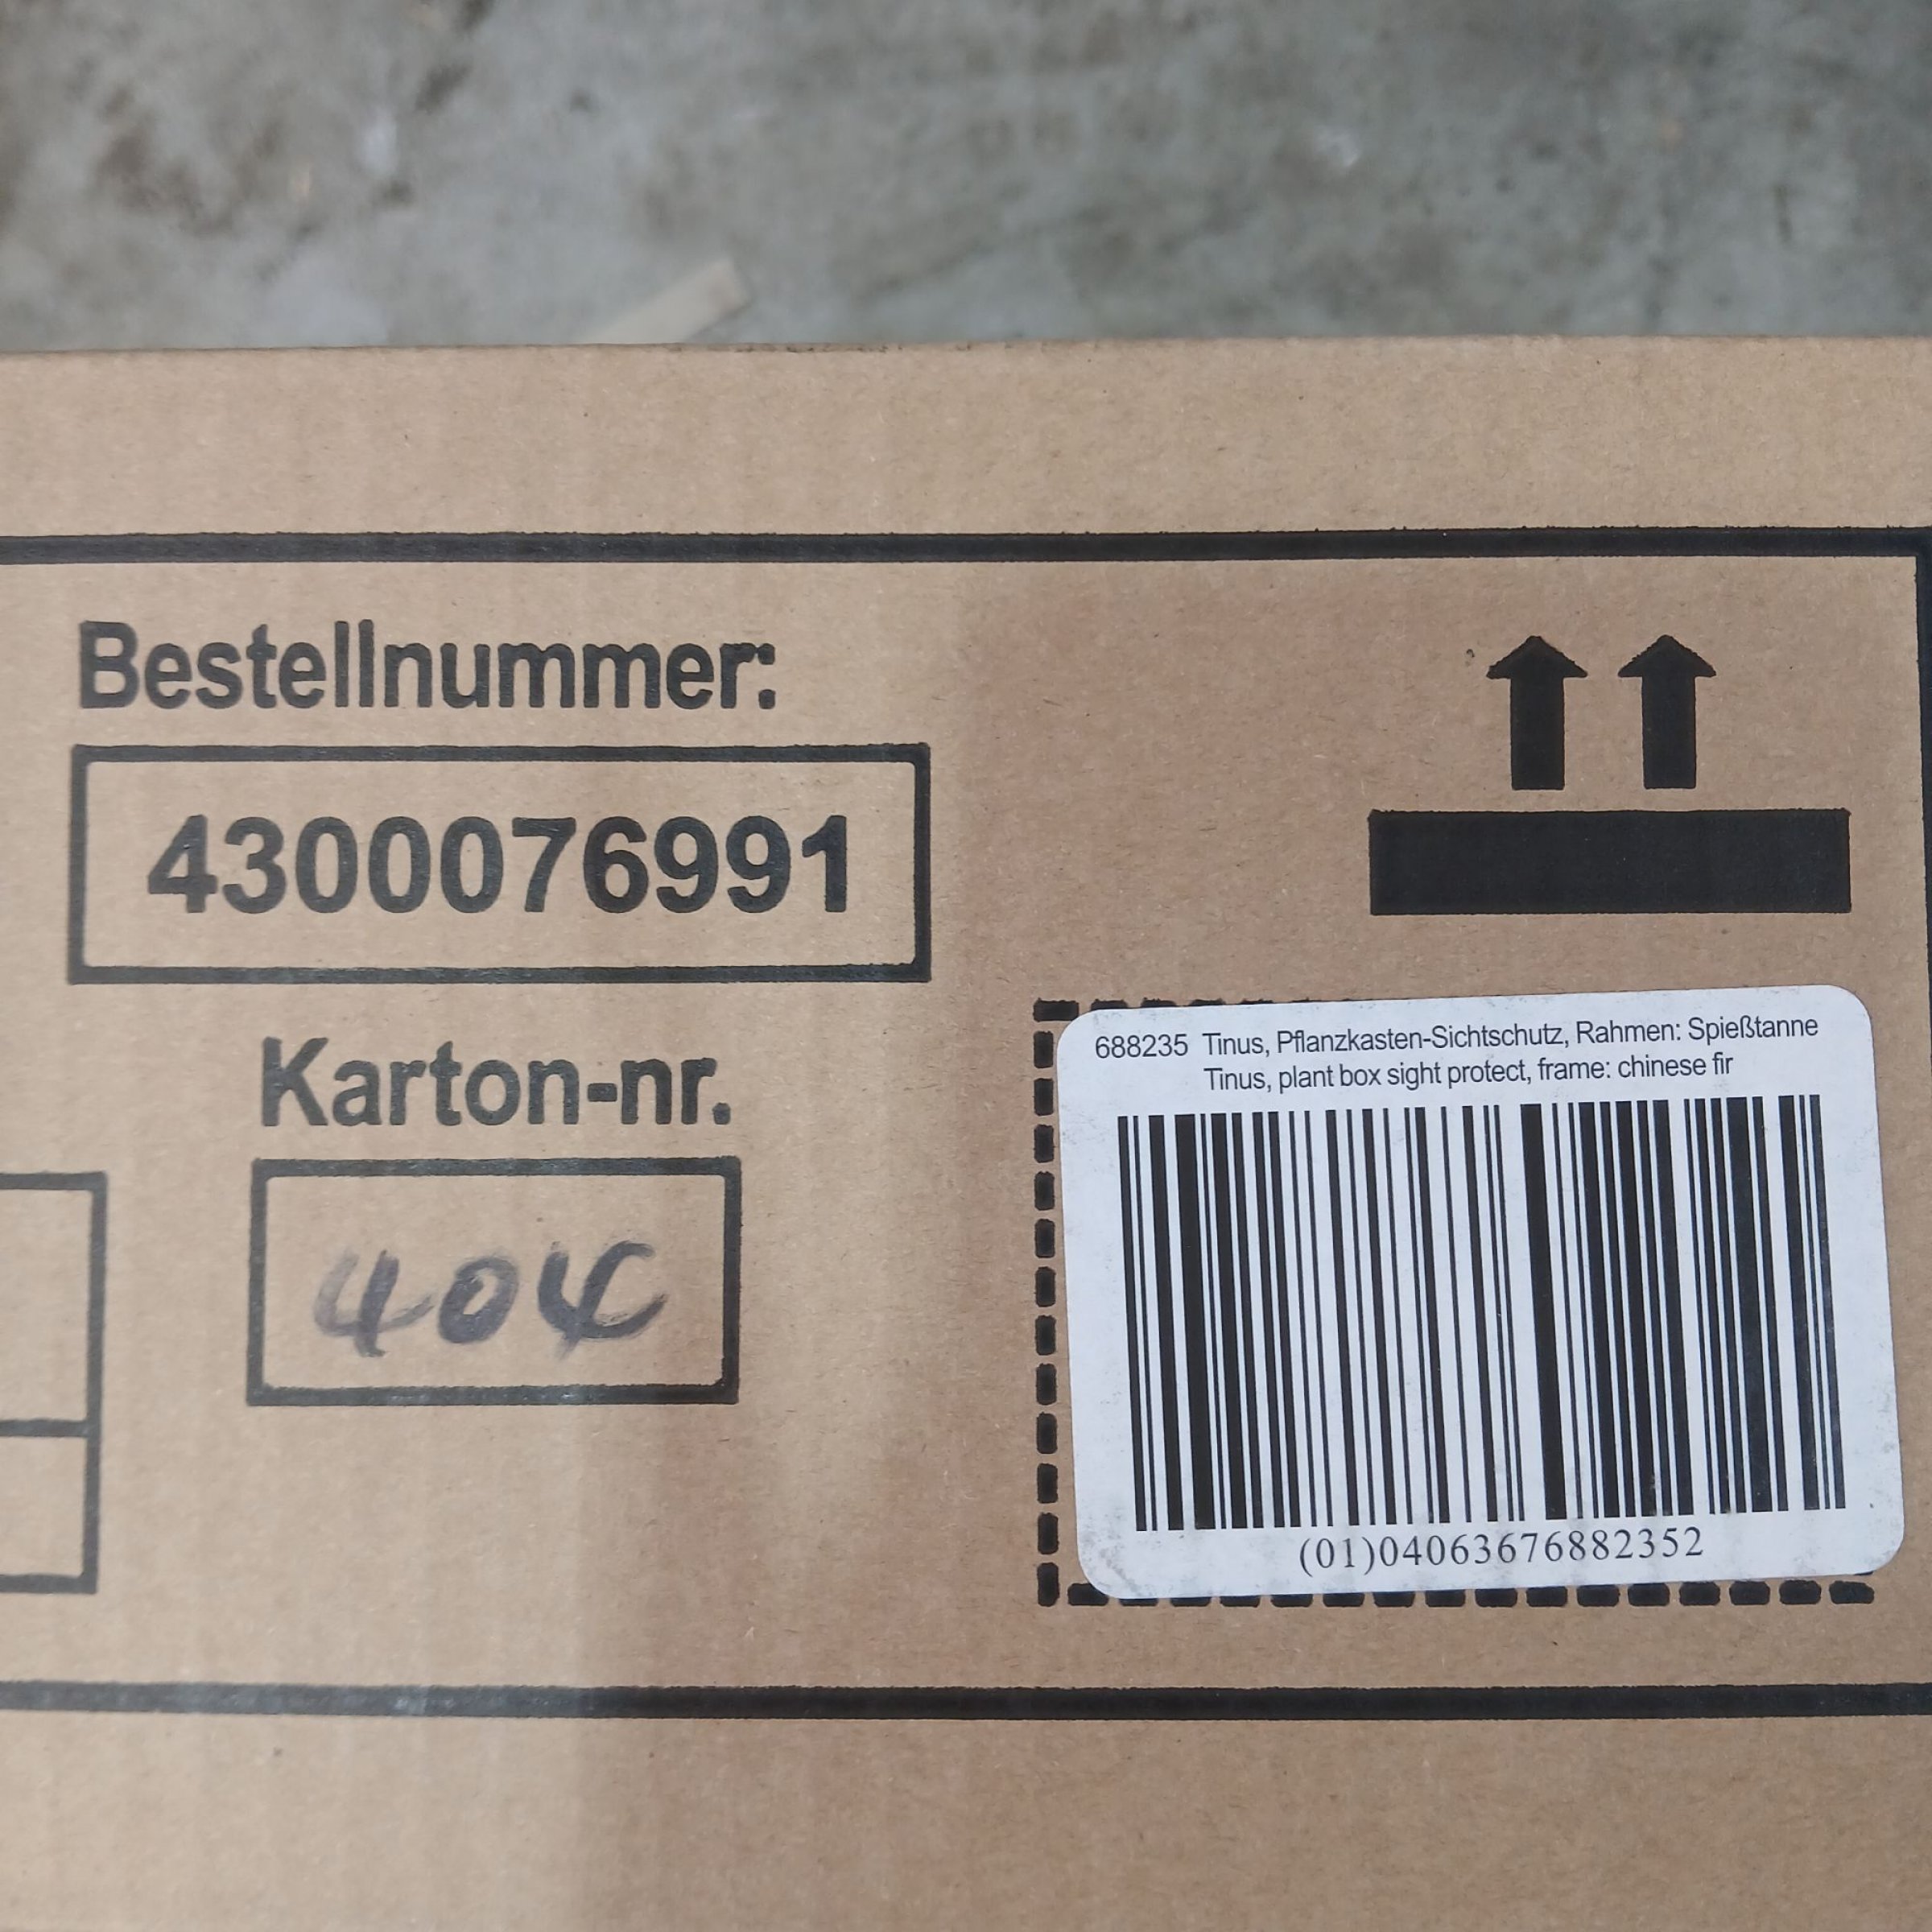 Bestellnummer:
4300076991
Karton-nr.
404
688235 Tinus, Pflanzkasten-Sichtschutz, Rahmen: Spießtanne
Tinus, plant box sight protect, frame: chinese fir
(01)04063676882352